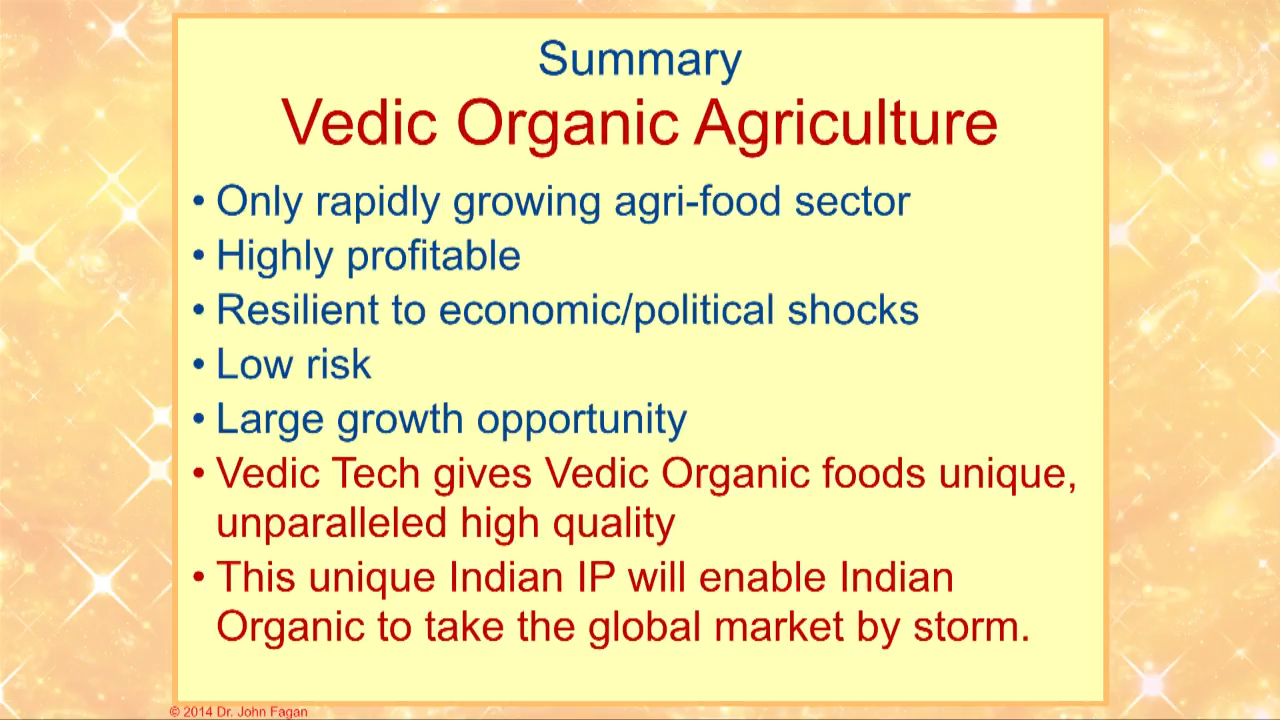 Summary
Vedic Organic Agriculture
• Only rapidly growing agri-food sector
• Highly profitable
• Resilient to economic/political shocks
• Low risk
• Large growth opportunity
• Vedic Tech gives Vedic Organic foods unique,
unparalleled high quality
• This unique Indian IP will enable Indian
Organic to take the global market by storm.
© 2014 Dr. John Fagan